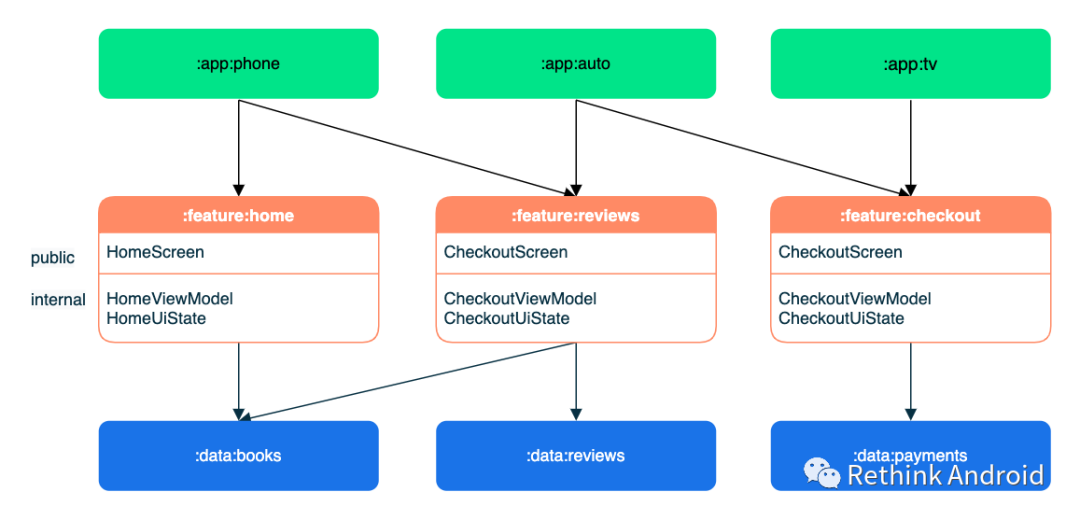 :app:phone
:app:auto
:app:tv
:feature:home
:feature:reviews
:feature:checkout
public
HomeScreen
CheckoutScreen
CheckoutScreen
internal
HomeViewModel
HomeUiState
CheckoutViewModel
CheckoutUiState
CheckoutViewModel
CheckoutUiState
:data:books
:data:reviews
:data:payments
Rethink Android